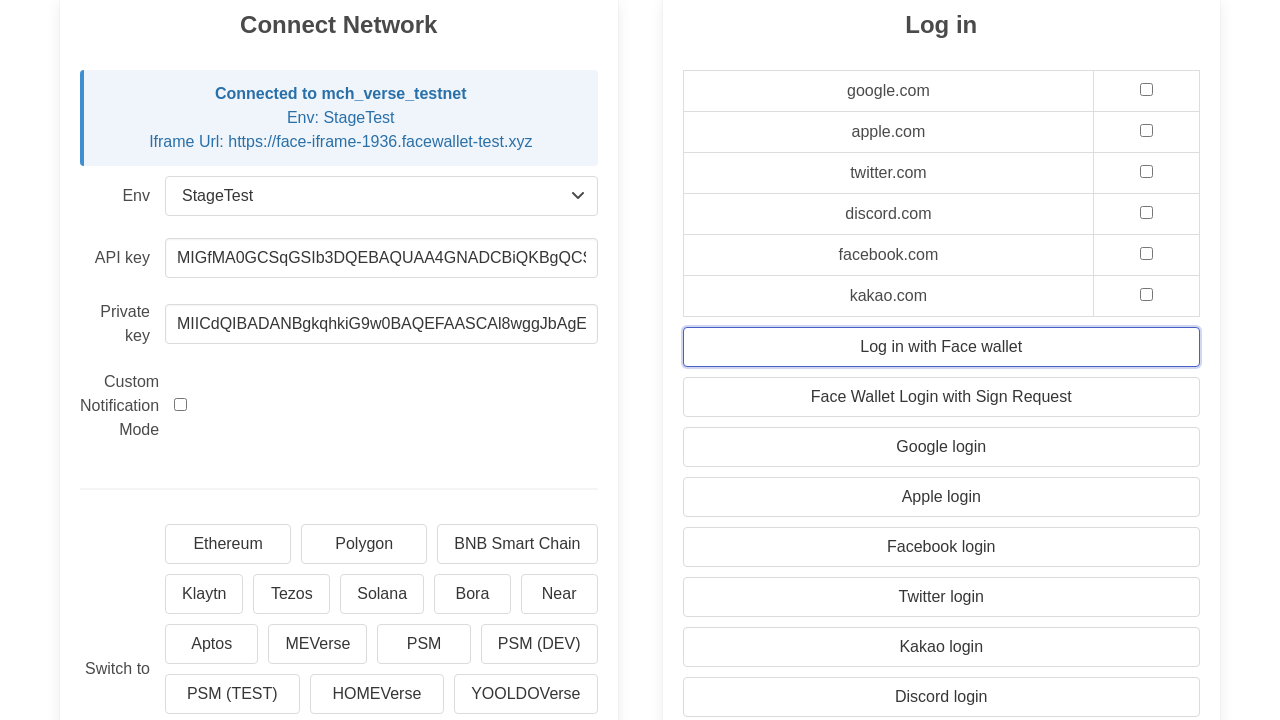 Connect Network
Connected to mch_verse_testnet
Env: StageTest
Iframe Url: https://face-iframe-1936.facewallet-test.xyz
Env
StageTest
API key
MIGfMA0GCSqGSIb3DQEBAQUAA4GNADCBiQKBgQCS
Private
key
MIICdQIBADANBgkqhkiG9w0BAQEFAASCAl8wggJbAgE
Custom
Notification
Mode
Ethereum
Polygon
BNB Smart Chain
Klaytn
Tezos
Solana
Bora
Near
Aptos
MEVerse
PSM
PSM (DEV)
Switch to
PSM (TEST)
HOMEVerse
YOOLDOVerse
Log in
google.com
apple.com
twitter.com
discord.com
facebook.com
kakao.com
Log in with Face wallet
Face Wallet Login with Sign Request
Google login
Apple login
Facebook login
Twitter login
Kakao login
Discord login